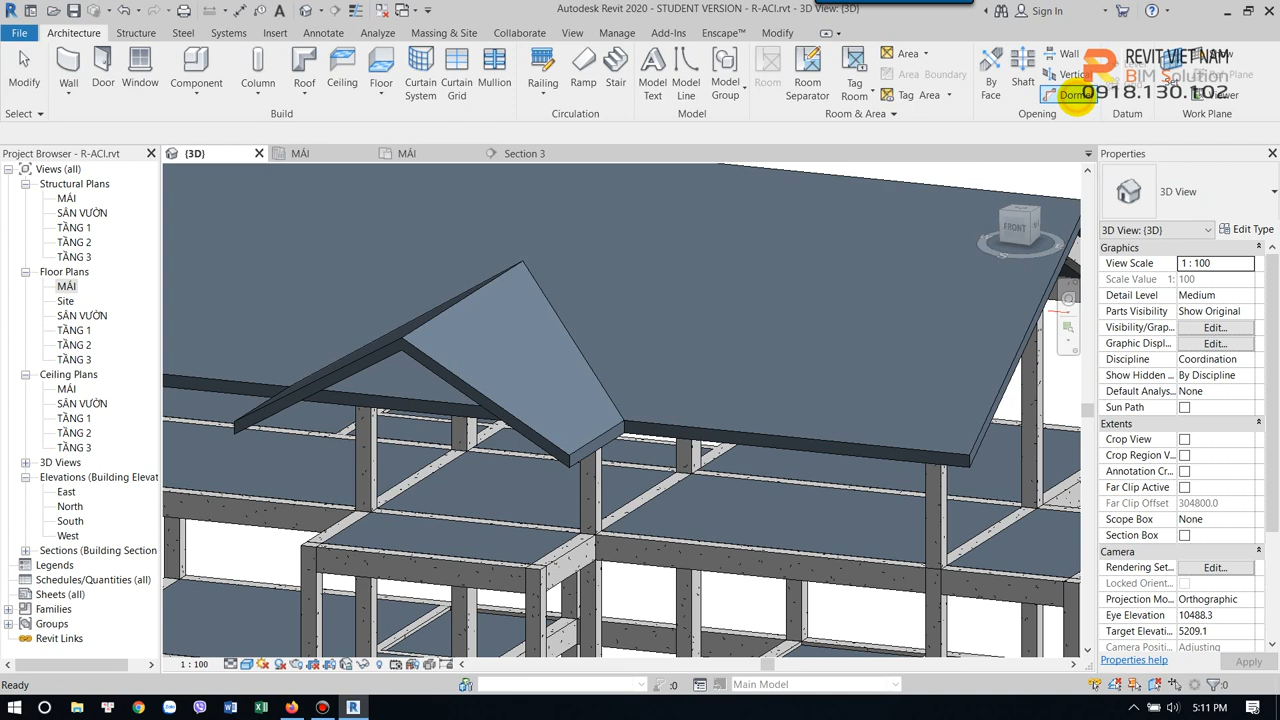 Autodesk Revit 2020 - STUDENT VERSION - R-ACI.rvt - 3D View: {3D}
Sign In
File
Architecture
Structure
Steel
Systems
Insert
Annotate
Analyze
Massing & Site
Collaborate
View
Manage
Add-Ins
Enscape™
Modify
Modify
Wall
Door
Window
Component
Column
Roof
Ceiling
Floor
Curtain System
Curtain Grid
Mullion
Railing
Ramp
Stair
Model Text
Model Line
Model Group
Room
Room Separator
Tag Room
Area
Area Boundary
Tag Area
By Face
Shaft
Wall
Vertical
Dormer
REVIT VIET NAM
BIM Solution
0918.130.102
Select
Build
Circulation
Model
Room & Area
Opening
Datum
Work Plane
Project Browser - R-ACI.rvt
{3D}
MÁI
MÁI
Section 3
Properties
Views (all)
Structural Plans
MÁI
SÂN VƯỜN
TẦNG 1
TẦNG 2
TẦNG 3
Floor Plans
MÁI
Site
SÂN VƯỜN
TẦNG 1
TẦNG 2
TẦNG 3
Ceiling Plans
MÁI
SÂN VƯỜN
TẦNG 1
TẦNG 2
TẦNG 3
3D Views
Elevations (Building Elevat
East
North
South
West
Sections (Building Section
Legends
Schedules/Quantities (all)
Sheets (all)
Families
Groups
Revit Links
FRONT
3D View
3D View: {3D}
Edit Type
Graphics
View Scale 1 : 100
Scale Value 1: 100
Detail Level Medium
Parts Visibility Show Original
Visibility/Grap... Edit...
Graphic Displ... Edit...
Discipline Coordination
Show Hidden ... By Discipline
Default Analys... None
Sun Path
Extents
Crop View
Crop Region V...
Annotation Cr...
Far Clip Active
Far Clip Offset 304800.0
Scope Box None
Section Box
Camera
Rendering Set... Edit...
Locked Orient...
Projection Mo... Orthographic
Eye Elevation 10488.3
Target Elevati... 5209.1
Camera Positi... Adjusting
Properties help
Apply
1 : 100
Ready
:0
Main Model
:0
5:11 PM